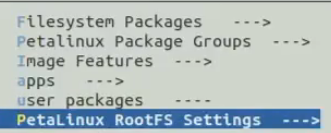 Filesystem Packages  --->
Petalinux Package Groups  --->
Image Features  --->
apps  --->
user packages  ----
PetaLinux RootFS Settings  --->